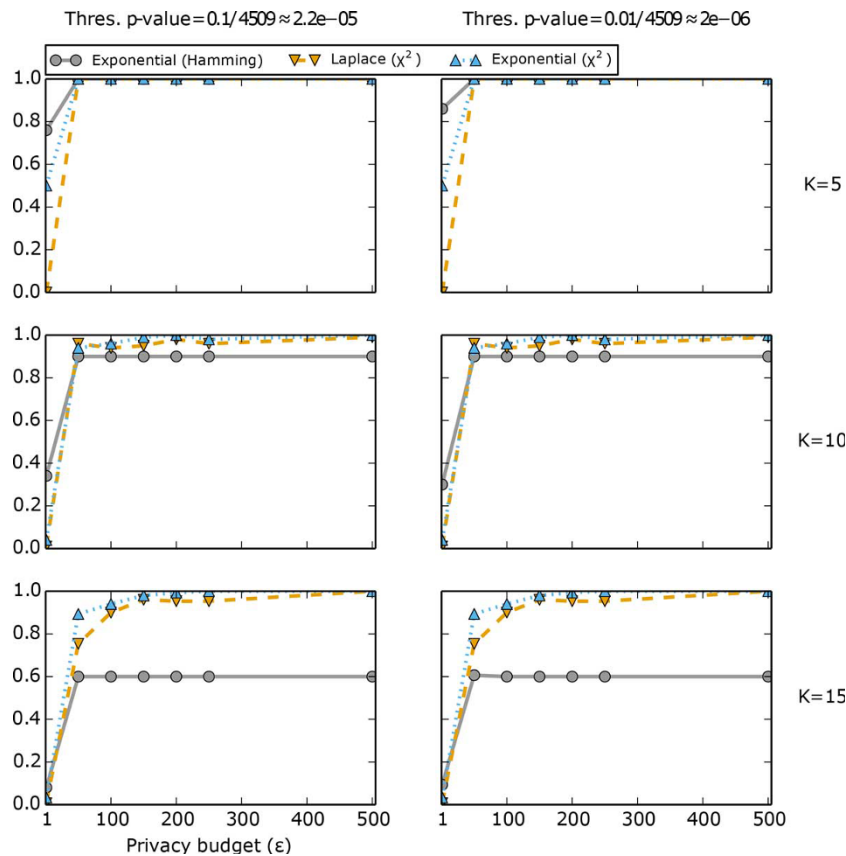 Thres. p-value=0.1/4509≈2.2e-05 Thres. p-value=0.01/4509≈2e-06
Exponential (Hamming) Laplace (χ²) Exponential (χ²)
1.0
0.8
0.6
0.4
0.2
0.0
K=5
1.0
0.8
0.6
0.4
0.2
0.0
K=10
1.0
0.8
0.6
0.4
0.2
0.0
K=15
1 100 200 300 400 500 1 100 200 300 400 500
Privacy budget (ε) Privacy budget (ε)